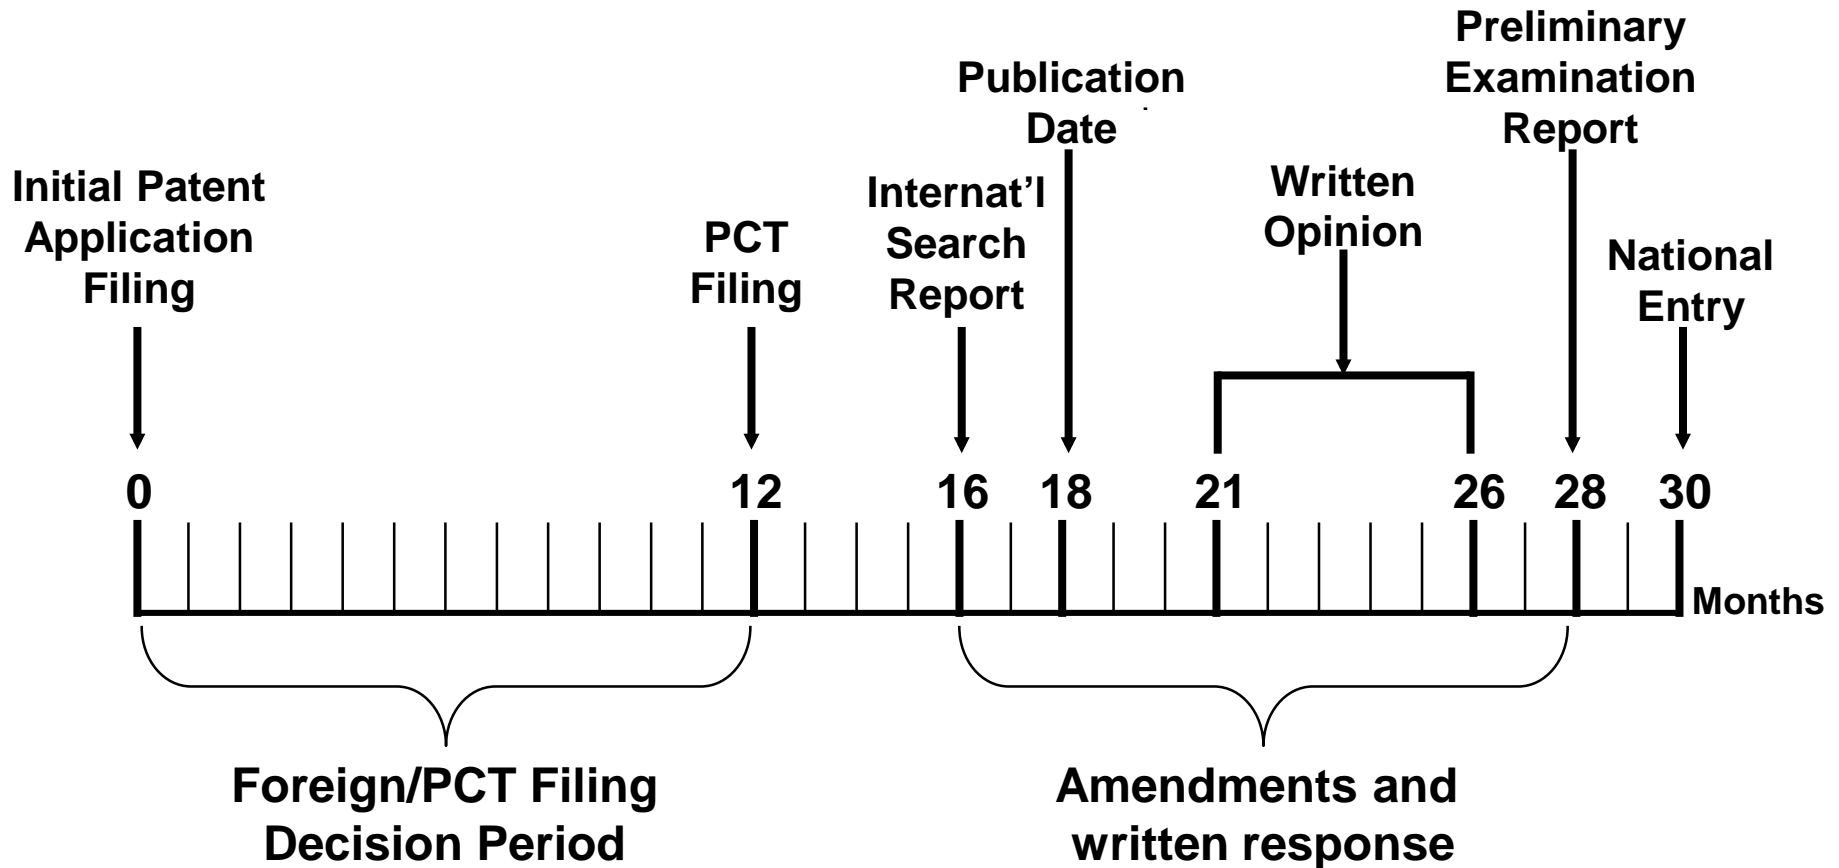 Initial Patent
Application
Filing
PCT
Filing
Internat’l
Search
Report
Publication
Date
Written
Opinion
Preliminary
Examination
Report
National
Entry
0
12
16
18
21
26
28
30
Months
Foreign/PCT Filing
Decision Period
Amendments and
written response